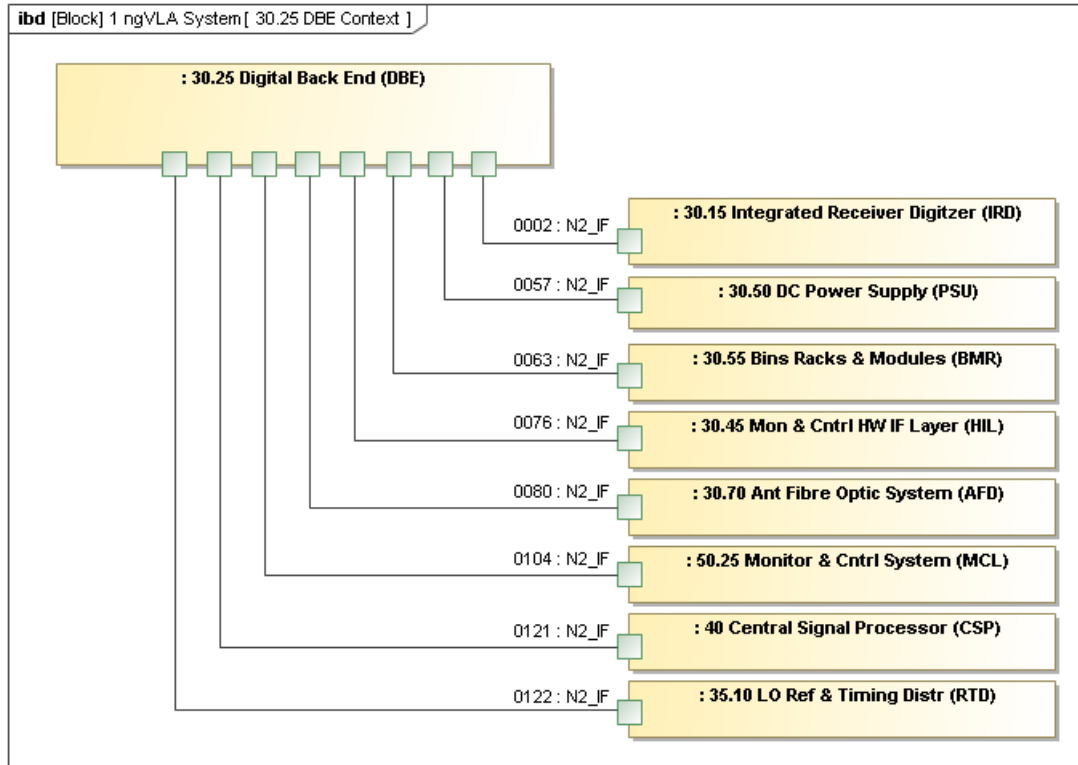 ibd [Block] 1 ngVLA System[ 30.25 DBE Context ]
: 30.25 Digital Back End (DBE)
0002 : N2_IF
: 30.15 Integrated Receiver Digitzer (IRD)
0057 : N2_IF
: 30.50 DC Power Supply (PSU)
0063 : N2_IF
: 30.55 Bins Racks & Modules (BMR)
0076 : N2_IF
: 30.45 Mon & Cntrl HW IF Layer (HIL)
0080 : N2_IF
: 30.70 Ant Fibre Optic System (AFD)
0104 : N2_IF
: 50.25 Monitor & Cntrl System (MCL)
0121 : N2_IF
: 40 Central Signal Processor (CSP)
0122 : N2_IF
: 35.10 LO Ref & Timing Distr (RTD)